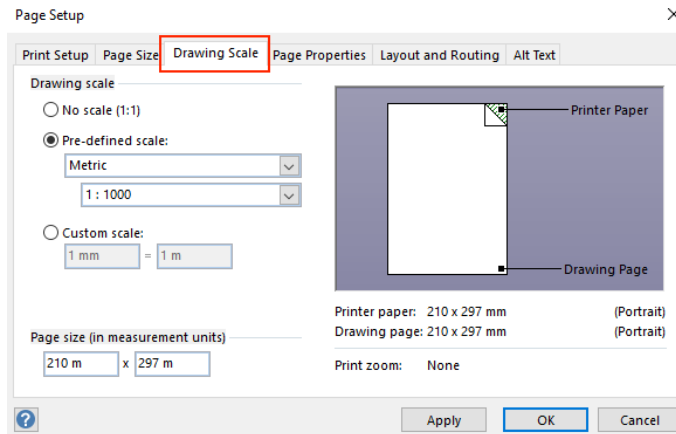 Page Setup
Print Setup Page Size Drawing Scale Page Properties Layout and Routing Alt Text
Drawing scale
No scale (1:1)
Pre-defined scale:
Metric
1 : 1000
Custom scale:
1 mm = 1 m
Page size (in measurement units)
210 m x 297 m
Printer Paper
Drawing Page
Printer paper: 210 x 297 mm (Portrait)
Drawing page: 210 x 297 mm (Portrait)
Print zoom: None
?
Apply OK Cancel